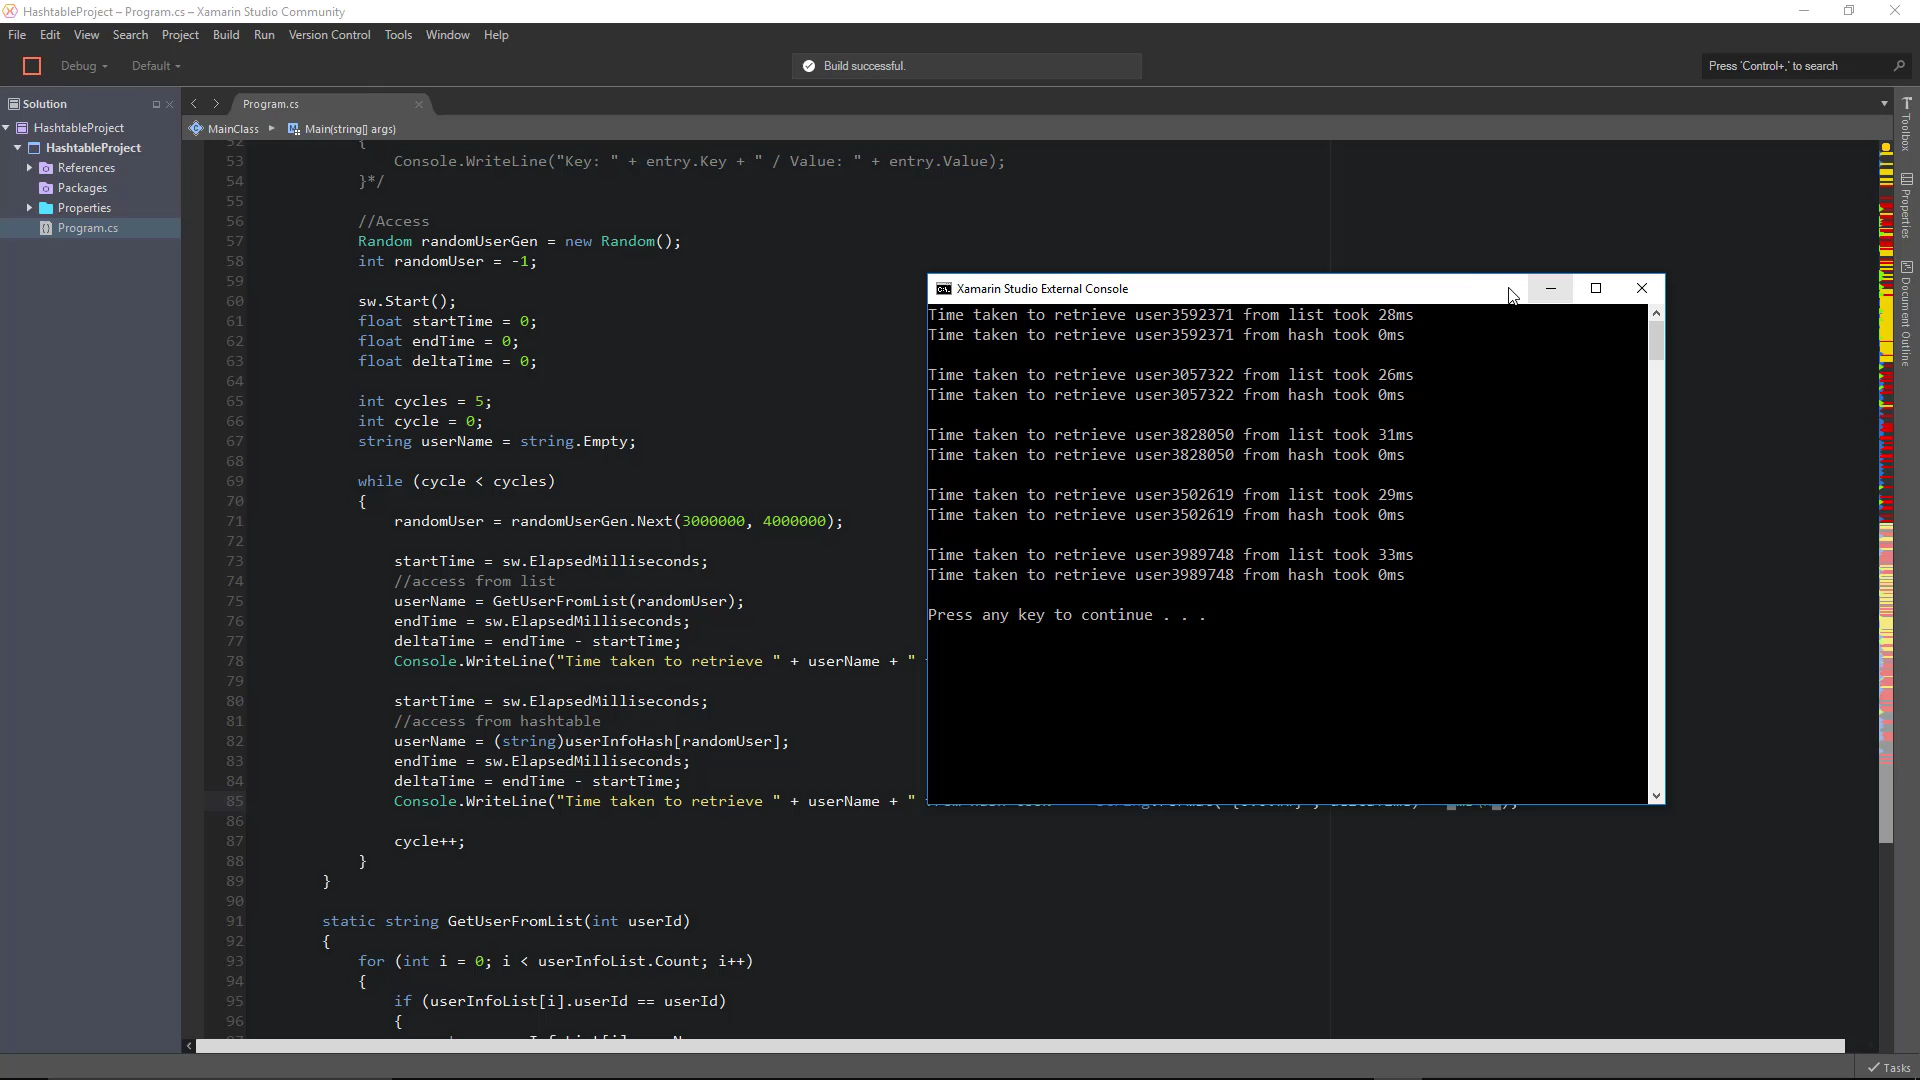 HashtableProject – Program.cs – Xamarin Studio Community
File Edit View Search Project Build Run Version Control Tools Window Help
Debug Default
Build successful.
Press 'Control+,' to search
Solution
HashtableProject
HashtableProject
References
Packages
Properties
Program.cs
Program.cs
MainClass Main(string[] args)
52 {
53 Console.WriteLine("Key: " + entry.Key + " / Value: " + entry.Value);
54 }*/
55
56 //Access
57 Random randomUserGen = new Random();
58 int randomUser = -1;
59
60 sw.Start();
61 float startTime = 0;
62 float endTime = 0;
63 float deltaTime = 0;
64
65 int cycles = 5;
66 int cycle = 0;
67 string userName = string.Empty;
68
69 while (cycle < cycles)
70 {
71 randomUser = randomUserGen.Next(3000000, 4000000);
72
73 startTime = sw.ElapsedMilliseconds;
74 //access from list
75 userName = GetUserFromList(randomUser);
76 endTime = sw.ElapsedMilliseconds;
77 deltaTime = endTime - startTime;
78 Console.WriteLine("Time taken to retrieve " + userName + "
79
80 startTime = sw.ElapsedMilliseconds;
81 //access from hashtable
82 userName = (string)userInfoHash[randomUser];
83 endTime = sw.ElapsedMilliseconds;
84 deltaTime = endTime - startTime;
85 Console.WriteLine("Time taken to retrieve " + userName + "
86
87 cycle++;
88 }
89 }
90
91 static string GetUserFromList(int userId)
92 {
93 for (int i = 0; i < userInfoList.Count; i++)
94 {
95 if (userInfoList[i].userId == userId)
96 {
Xamarin Studio External Console
Time taken to retrieve user3592371 from list took 28ms
Time taken to retrieve user3592371 from hash took 0ms
Time taken to retrieve user3057322 from list took 26ms
Time taken to retrieve user3057322 from hash took 0ms
Time taken to retrieve user3828050 from list took 31ms
Time taken to retrieve user3828050 from hash took 0ms
Time taken to retrieve user3502619 from list took 29ms
Time taken to retrieve user3502619 from hash took 0ms
Time taken to retrieve user3989748 from list took 33ms
Time taken to retrieve user3989748 from hash took 0ms
Press any key to continue . . .
Toolbox
Properties
Document Outline
Tasks